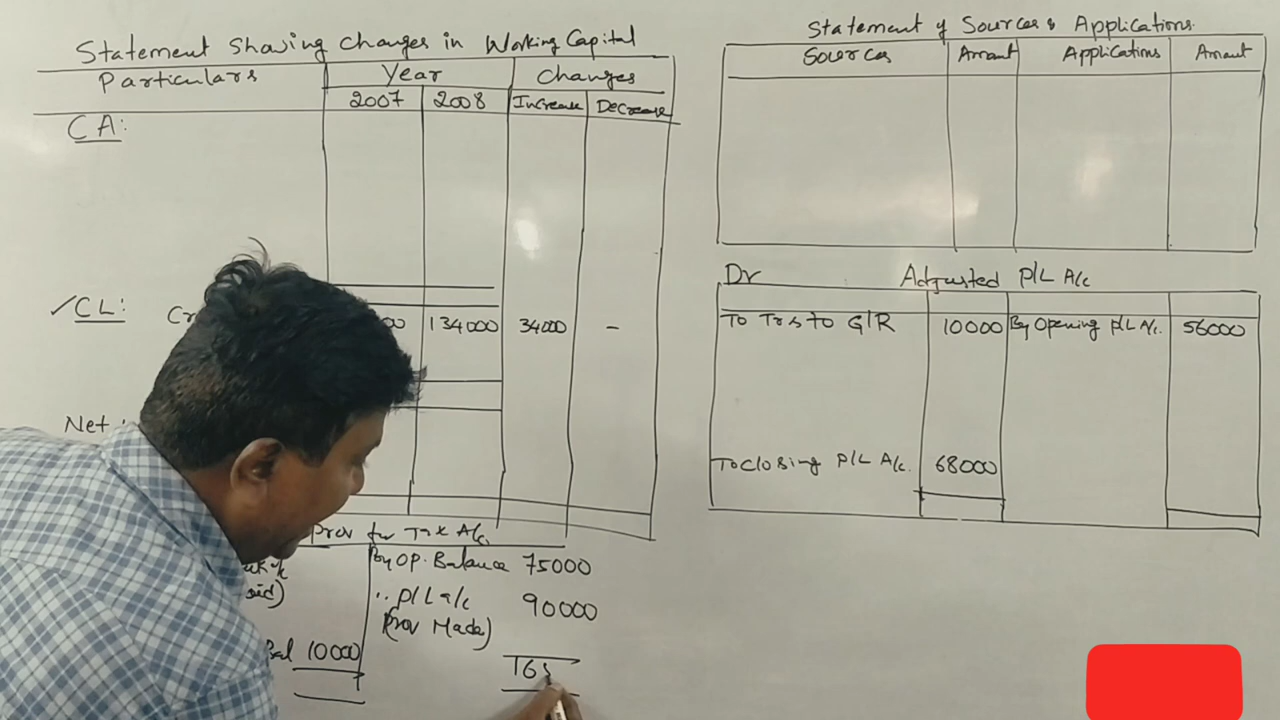 Statement Showing Changes in Working Capital
Particulars Year Changes
2007 2008 Increase Decrease
CA:
✓CL: 134000 34000 -
Net
Prov for Tax A/c
By Op. Balance 75000
,, P/L a/c 90000
(Prov Made)
Bal 10000
Statement of Sources & Applications.
Sources Amount Applications Amount
Dr Adjusted P/L A/c
To Trs to G/R 10000 By Opening P/L A/c. 56000
To closing P/L A/c. 68000